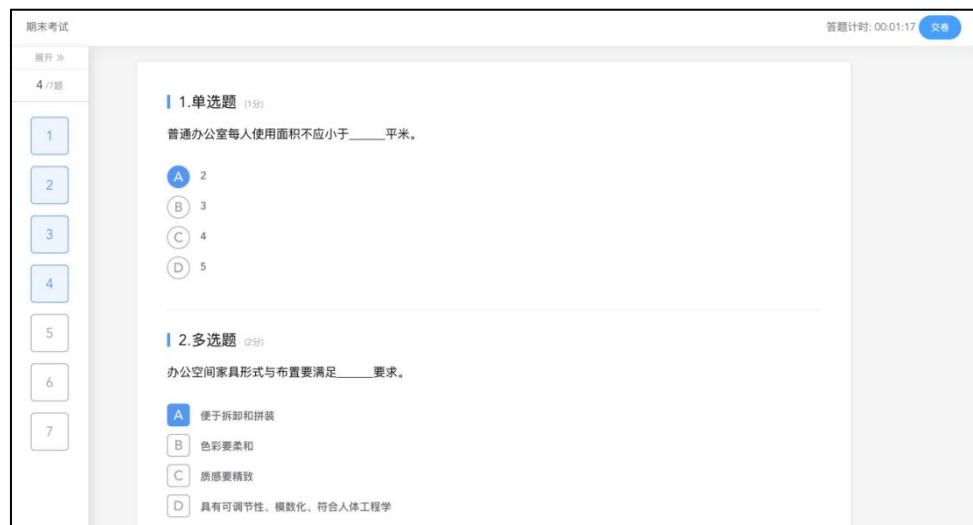 期末考试
答题计时: 00:01:17 交卷
展开 >>
4 /7题
1
2
3
4
5
6
7
1.单选题 (1分)
普通办公室每人使用面积不应小于_____平米。
A 2
B 3
C 4
D 5
2.多选题 (2分)
办公空间家具形式与布置要满足_____要求。
A 便于拆卸和拼装
B 色彩要柔和
C 质感要精致
D 具有可调节性、模数化、符合人体工程学